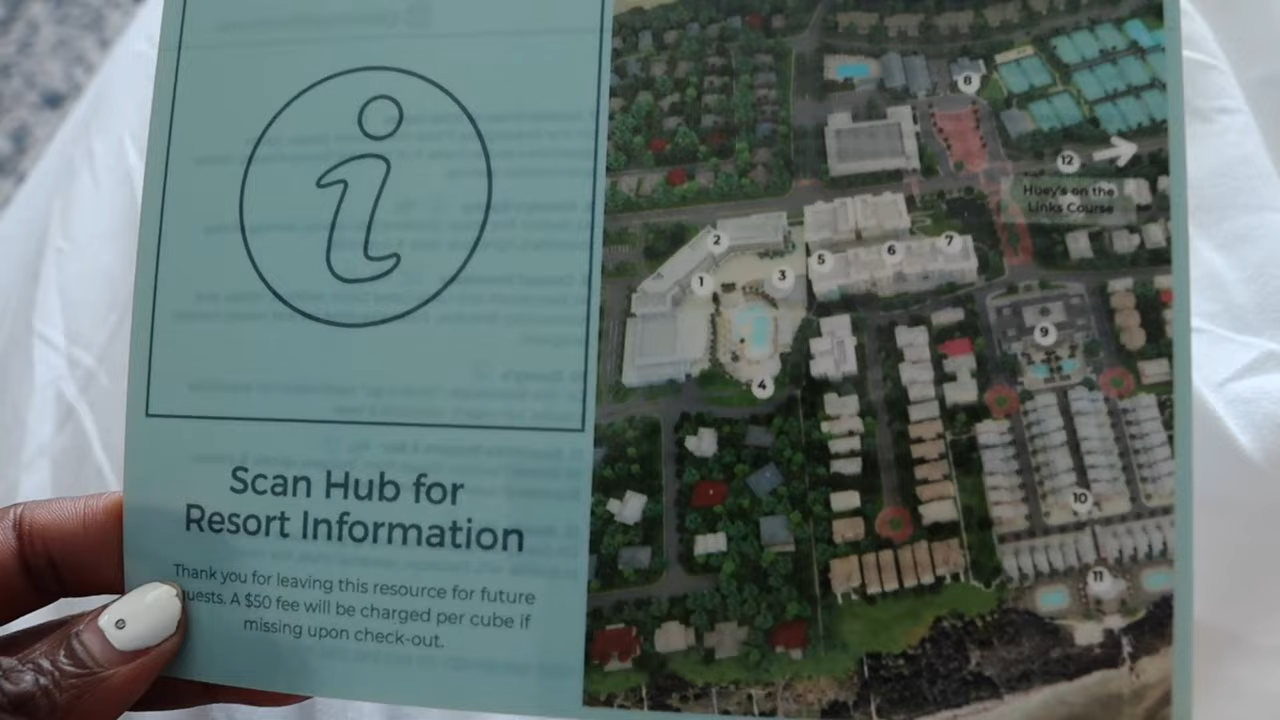 Scan Hub for
Resort Information
Thank you for leaving this resource for future
uests. A $50 fee will be charged per cube if
missing upon check-out.
8
12
Huey's on the
Links Course
2
7
6
5
1
3
9
4
10
11